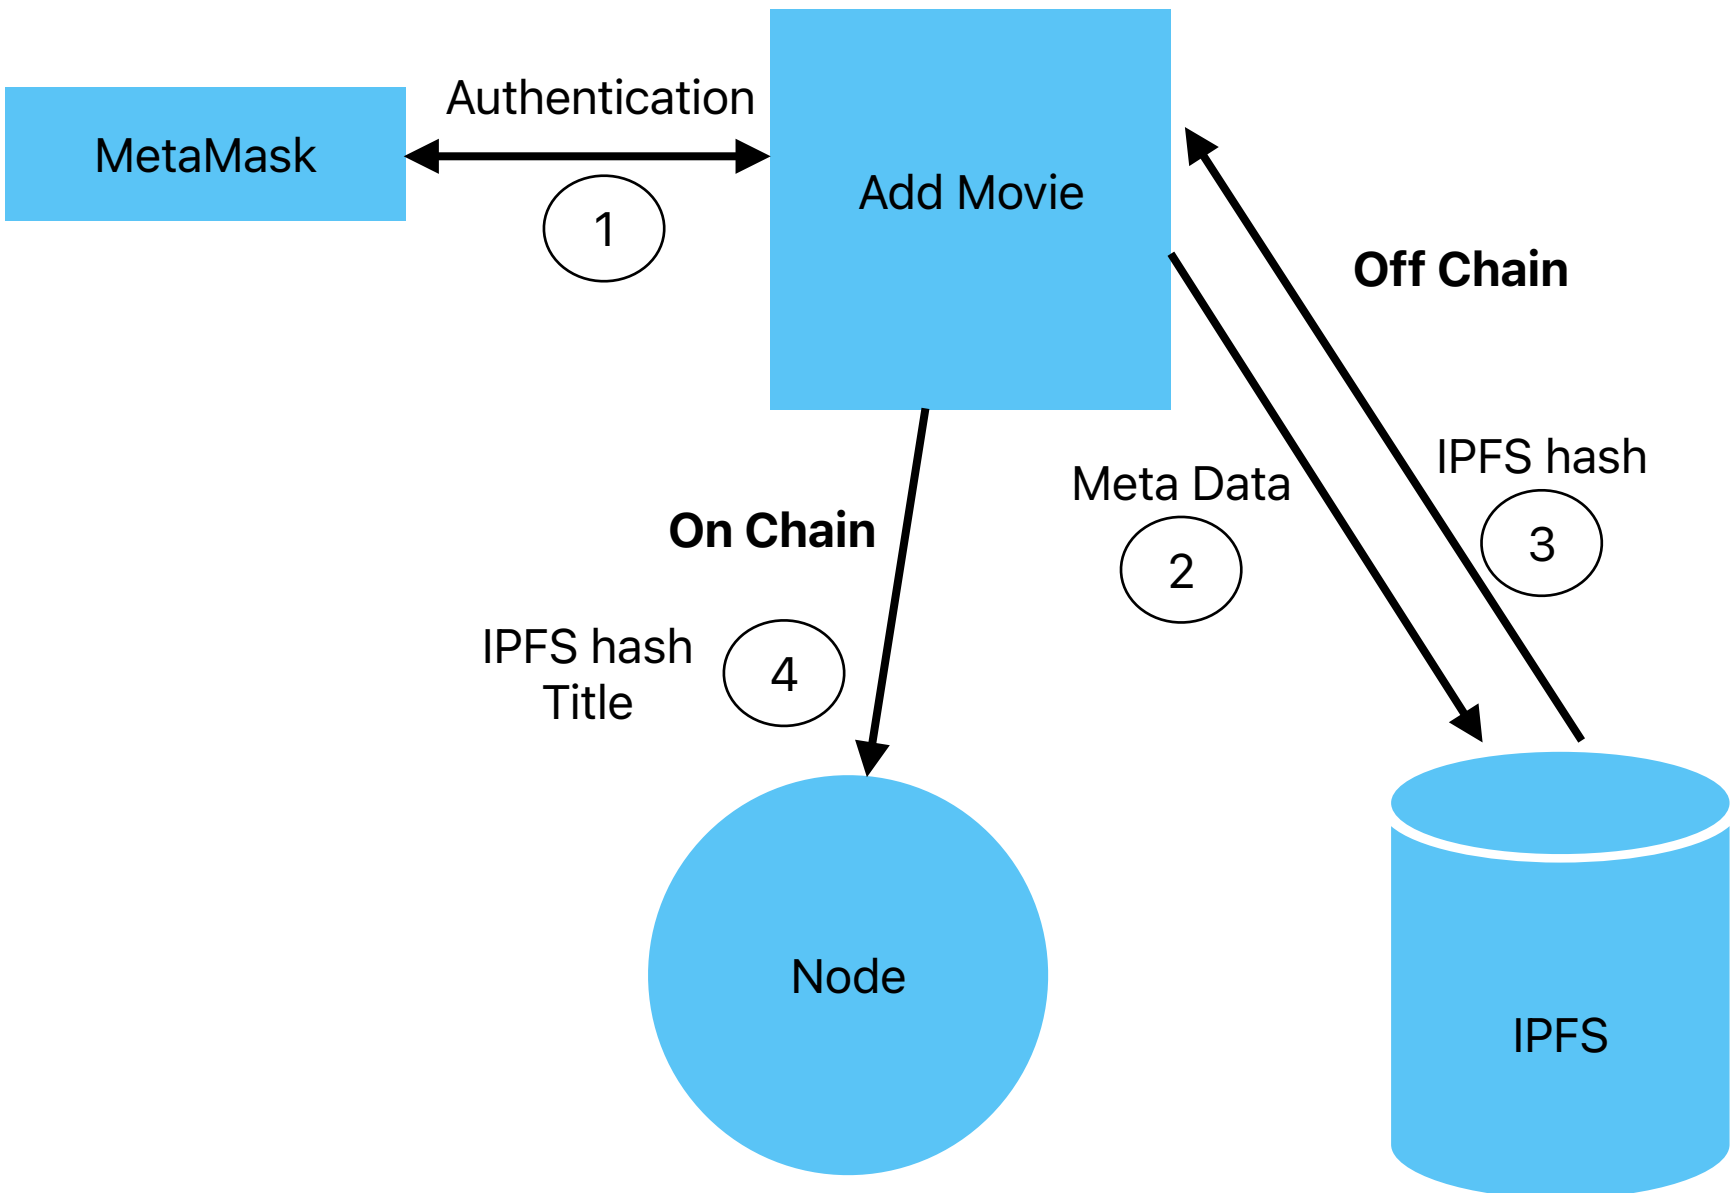 Authentication
MetaMask
1
Add Movie
Off Chain
IPFS hash
3
Meta Data
2
On Chain
IPFS hash
Title
4
Node
IPFS